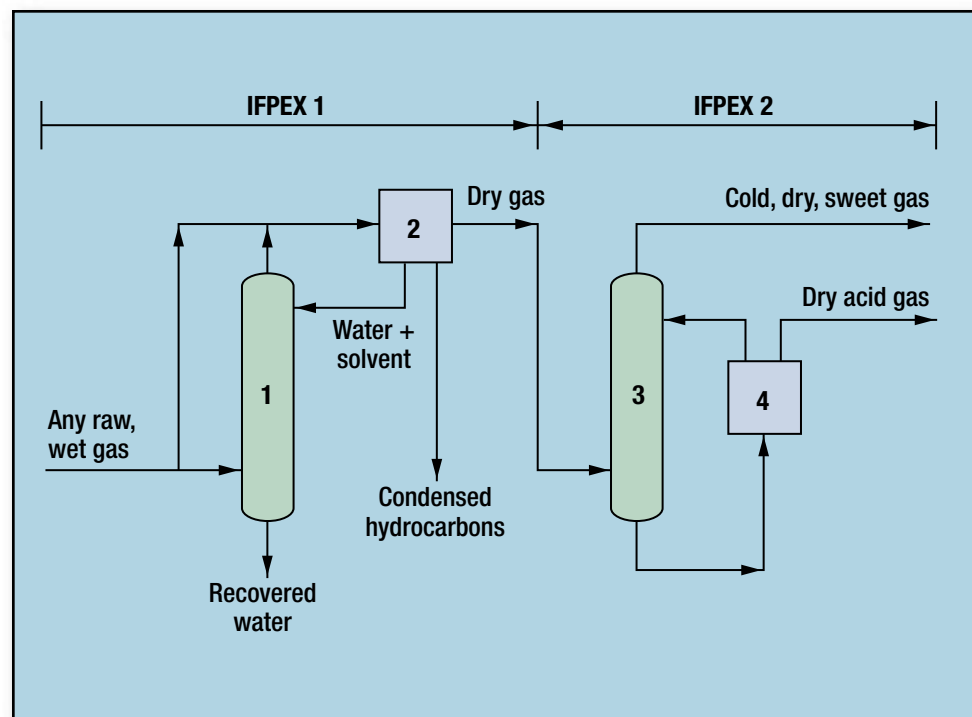 IFPEX 1
IFPEX 2
Dry gas
Cold, dry, sweet gas
2
Dry acid gas
Water +
solvent
1
3
4
Any raw,
wet gas
Condensed
hydrocarbons
Recovered
water